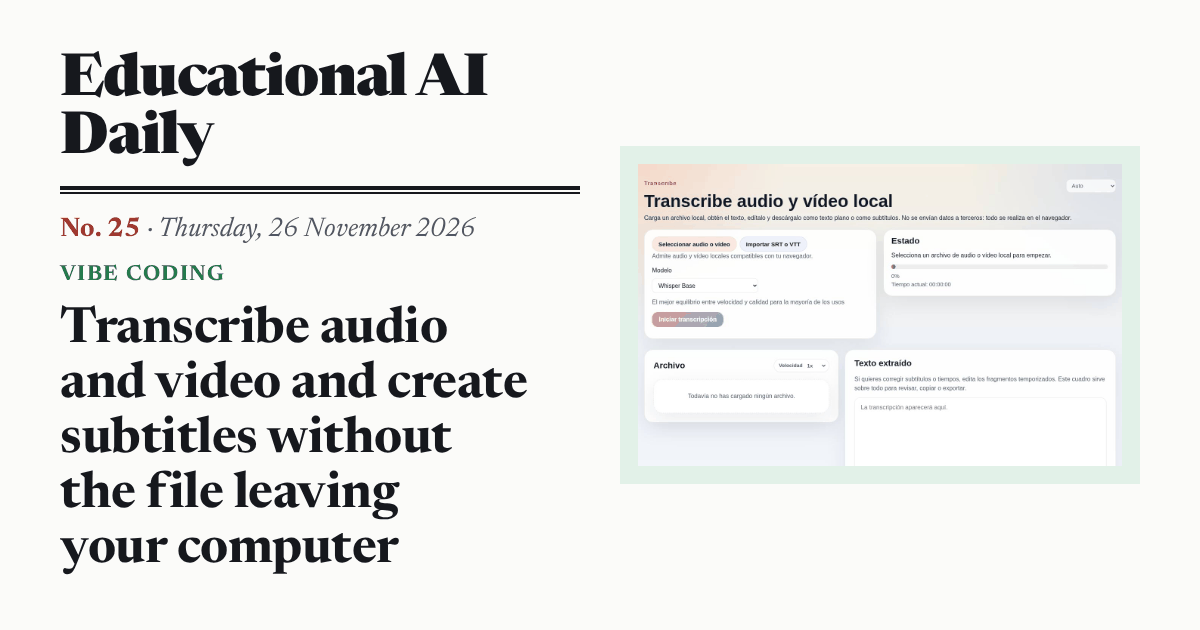 Educational AI
Daily
No. 25 · Thursday, 26 November 2026
VIBE CODING
Transcribe audio
and video and create
subtitles without
the file leaving
your computer
Transcribe
Auto
Transcribe audio y vídeo local
Carga un archivo local, obtén el texto, edítalo y descárgalo como texto plano o como subtítulos. No se envían datos a terceros: todo se realiza en el navegador.
Seleccionar audio o vídeo
Importar SRT o VTT
Admite audio y vídeo locales compatibles con tu navegador.
Modelo
Whisper Base
El mejor equilibrio entre velocidad y calidad para la mayoría de los usos
Iniciar transcripción
Estado
Selecciona un archivo de audio o vídeo local para empezar.
0%
Tiempo actual: 00:00:00
Archivo
Velocidad 1x
Todavía no has cargado ningún archivo.
Texto extraído
Si quieres corregir subtítulos o tiempos, edita los fragmentos temporizados. Este cuadro sirve
sobre todo para revisar, copiar o exportar.
La transcripción aparecerá aquí.